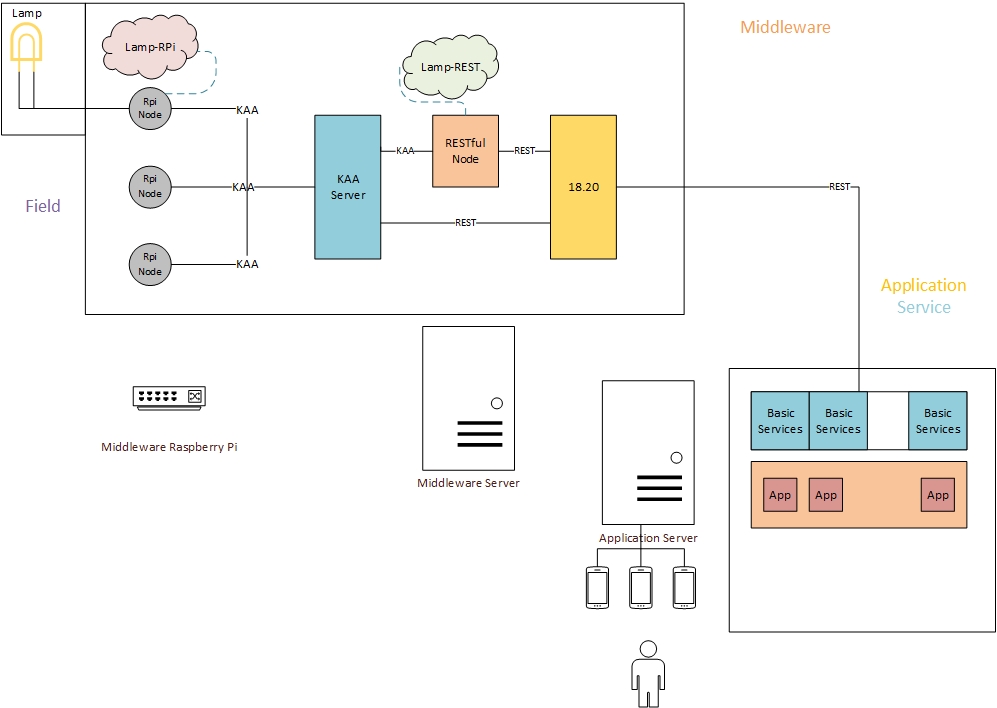 Lamp
Middleware
Lamp-RPi
Lamp-REST
Rpi
Node
KAA
RESTful
Node
KAA
REST
Rpi
Node
KAA
KAA
Server
18.20
REST
Field
REST
Rpi
Node
KAA
Application
Service
Basic
Services
Basic
Services
Basic
Services
Middleware Raspberry Pi
Middleware Server
App
App
App
Application Server